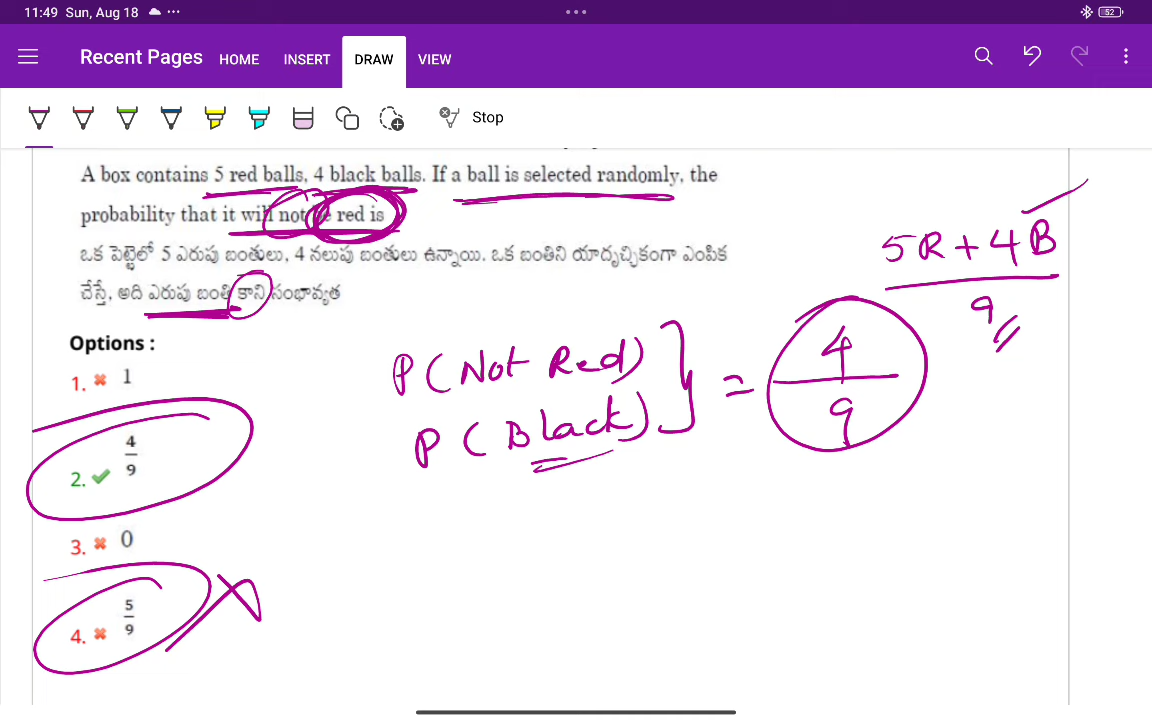 11:49 Sun, Aug 18
52
Recent Pages HOME INSERT DRAW VIEW
Stop
A box contains 5 red balls, 4 black balls. If a ball is selected randomly, the
probability that it will not be red is
ఒక పెట్టెలో 5 ఎరుపు బంతులు, 4 నలుపు బంతులు ఉన్నాయి. ఒక బంతిని యాదృచ్ఛికంగా ఎంపిక
చేస్తే, అది ఎరుపు బంతి కాని సంభావ్యత
5R + 4B
9
Options :
1. 1
P(Not Red)
P(Black)
= 4
9
2. 4
9
3. 0
4. 5
9